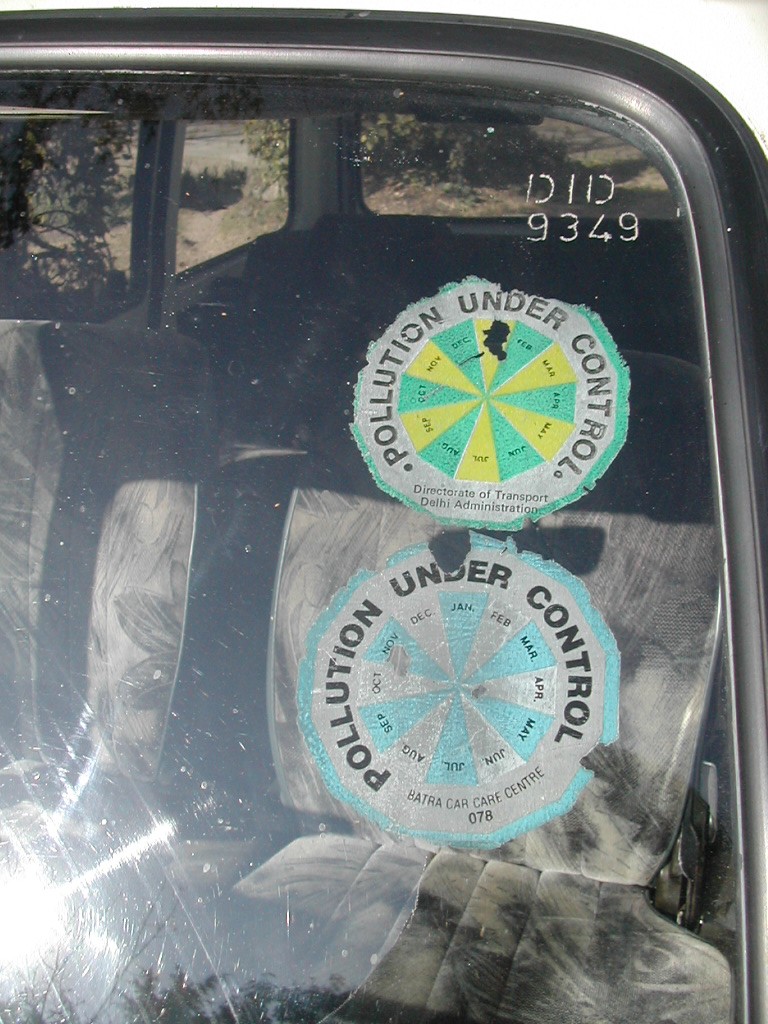 DID
9349
POLLUTION UNDER CONTROL.
DEC.
FEB
MAR.
APR.
MAY
JUN
JUL
AUG.
SEP
OCT
NOV
Directorate of Transport
Delhi Administration
POLLUTION UNDER CONTROL
JAN.
FEB
MAR.
APR.
MAY
JUN.
JUL.
AUG
SEP
OCT
NOV
DEC.
BATRA CAR CARE CENTRE
078